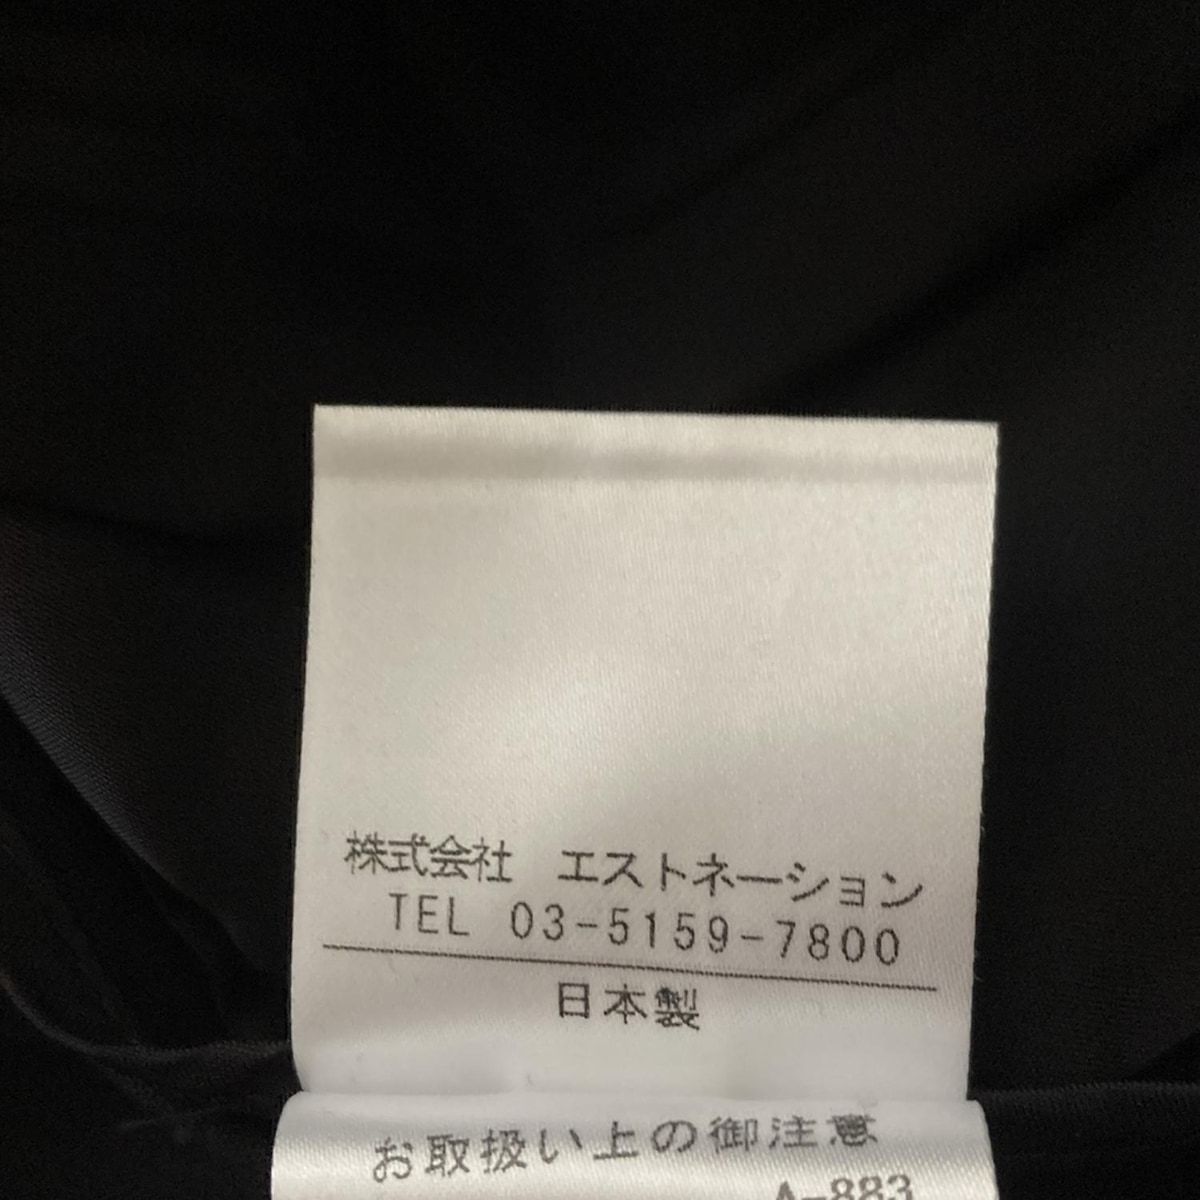 株式会社　エストネーション
TEL 03-5159-7800
日本製
お取扱い上の御注意
A-883